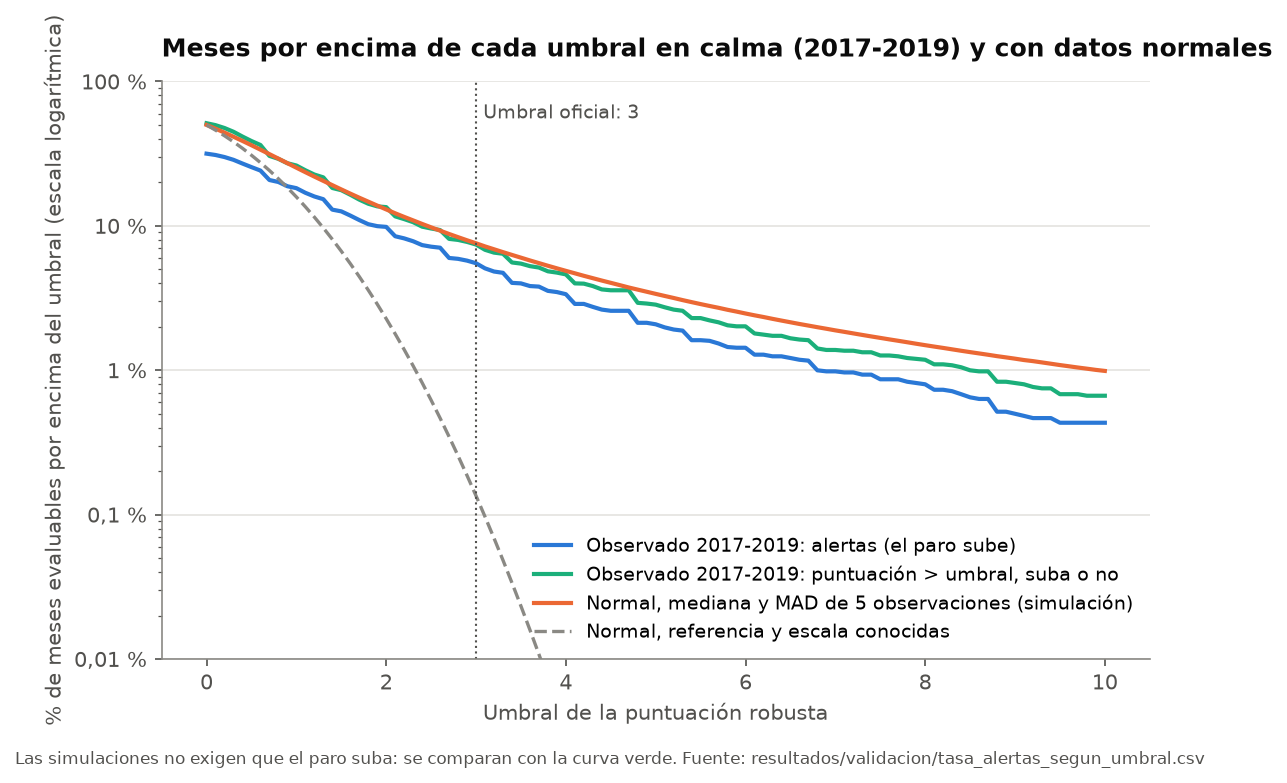 Meses por encima de cada umbral en calma (2017-2019) y con datos normales
% de meses evaluables por encima del umbral (escala logarítmica)
100 %
10 %
1 %
0,1 %
0,01 %
Umbral oficial: 3
Observado 2017-2019: alertas (el paro sube)
Observado 2017-2019: puntuación > umbral, suba o no
Normal, mediana y MAD de 5 observaciones (simulación)
Normal, referencia y escala conocidas
0 2 4 6 8 10
Umbral de la puntuación robusta
Las simulaciones no exigen que el paro suba: se comparan con la curva verde. Fuente: resultados/validacion/tasa_alertas_segun_umbral.csv